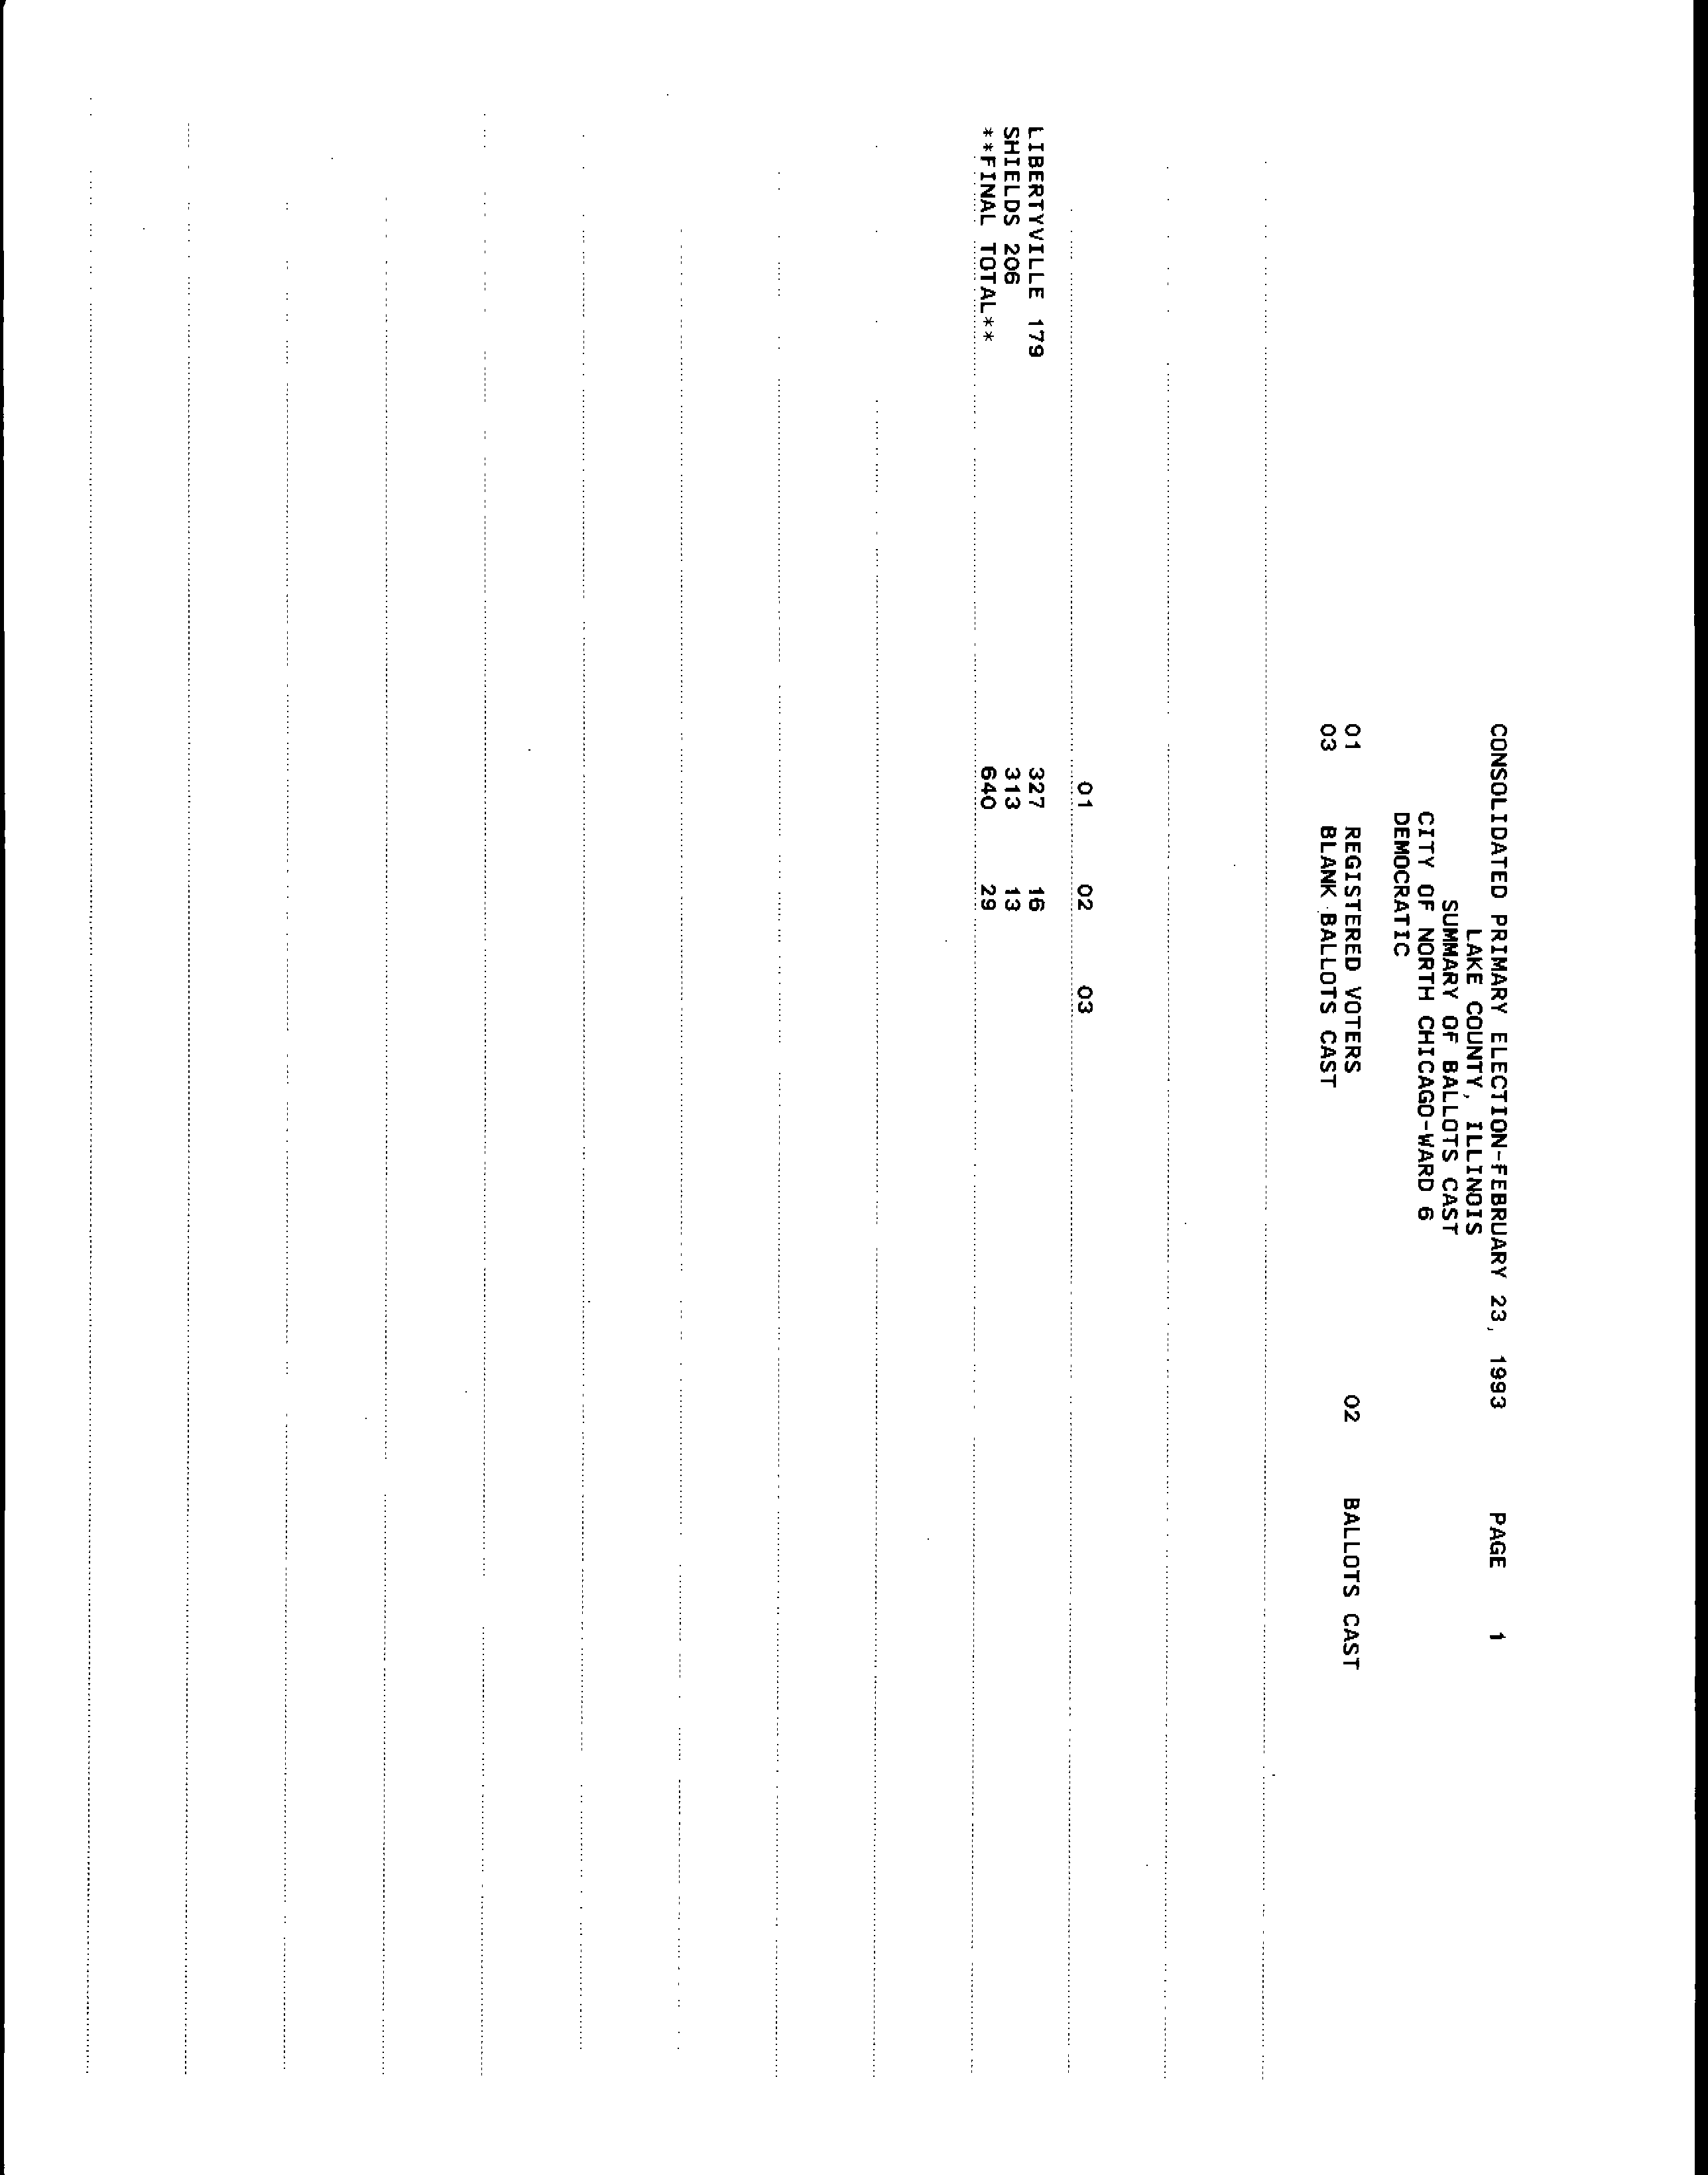 CONSOLIDATED PRIMARY ELECTION-FEBRUARY 23, 1993 PAGE 1
LAKE COUNTY, ILLINOIS
SUMMARY OF BALLOTS CAST
CITY OF NORTH CHICAGO-WARD 6
DEMOCRATIC
01 REGISTERED VOTERS 02 BALLOTS CAST
03 BLANK BALLOTS CAST
01 02 03
LIBERTYVILLE 179 327 16
SHIELDS 206 313 13
**FINAL TOTAL** 640 29